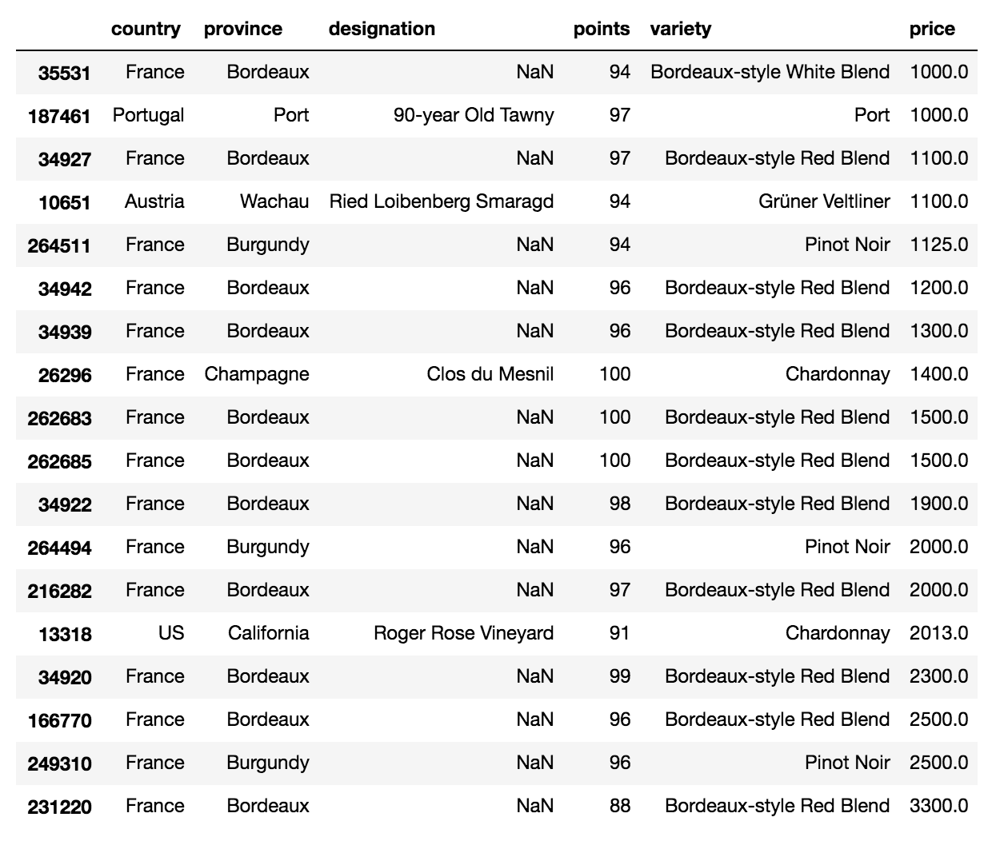 country province designation points variety price
35531 France Bordeaux NaN 94 Bordeaux-style White Blend 1000.0
187461 Portugal Port 90-year Old Tawny 97 Port 1000.0
34927 France Bordeaux NaN 97 Bordeaux-style Red Blend 1100.0
10651 Austria Wachau Ried Loibenberg Smaragd 94 Grüner Veltliner 1100.0
264511 France Burgundy NaN 94 Pinot Noir 1125.0
34942 France Bordeaux NaN 96 Bordeaux-style Red Blend 1200.0
34939 France Bordeaux NaN 96 Bordeaux-style Red Blend 1300.0
26296 France Champagne Clos du Mesnil 100 Chardonnay 1400.0
262683 France Bordeaux NaN 100 Bordeaux-style Red Blend 1500.0
262685 France Bordeaux NaN 100 Bordeaux-style Red Blend 1500.0
34922 France Bordeaux NaN 98 Bordeaux-style Red Blend 1900.0
264494 France Burgundy NaN 96 Pinot Noir 2000.0
216282 France Bordeaux NaN 97 Bordeaux-style Red Blend 2000.0
13318 US California Roger Rose Vineyard 91 Chardonnay 2013.0
34920 France Bordeaux NaN 99 Bordeaux-style Red Blend 2300.0
166770 France Bordeaux NaN 96 Bordeaux-style Red Blend 2500.0
249310 France Burgundy NaN 96 Pinot Noir 2500.0
231220 France Bordeaux NaN 88 Bordeaux-style Red Blend 3300.0